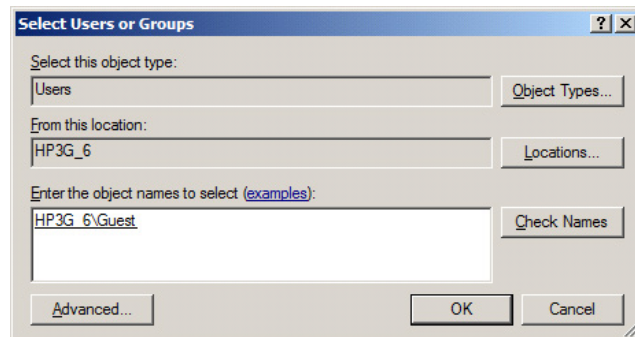 Select Users or Groups
Select this object type:
Users
Object Types...
From this location:
HP3G_6
Locations...
Enter the object names to select (examples):
HP3G_6\Guest
Check Names
Advanced...
OK
Cancel